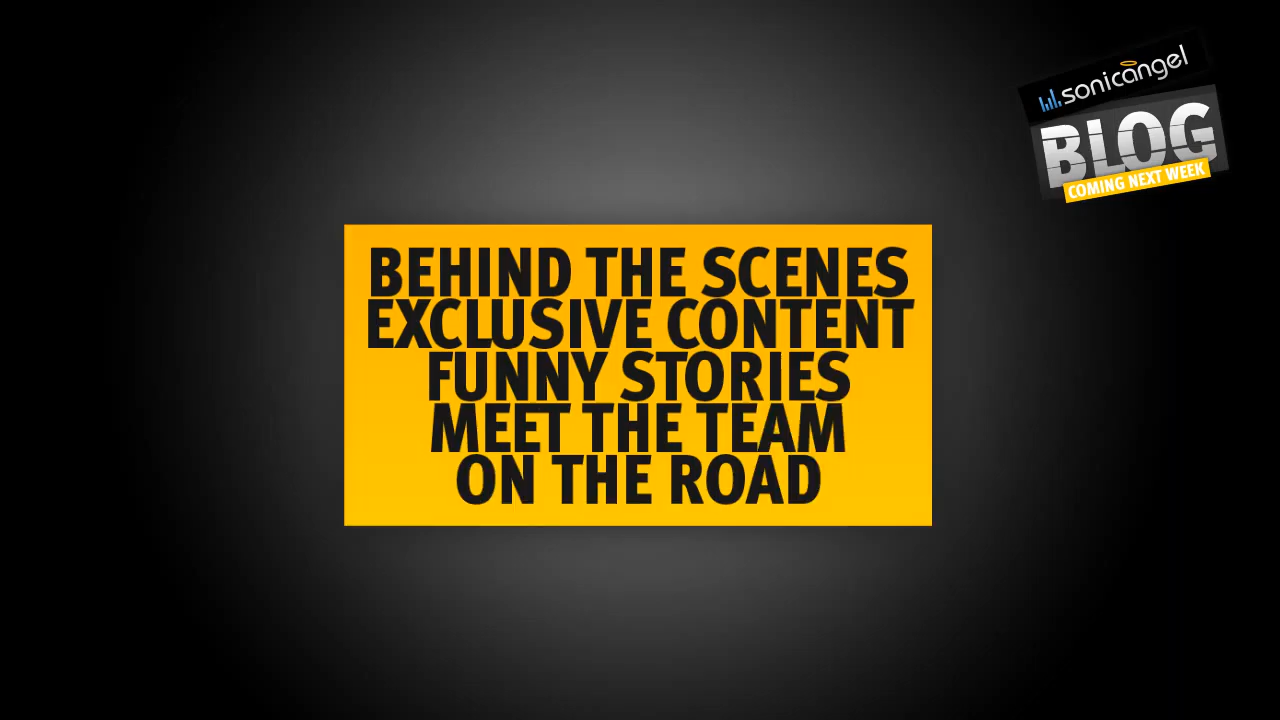 sonicangel
BLOG
COMING NEXT WEEK
BEHIND THE SCENES
EXCLUSIVE CONTENT
FUNNY STORIES
MEET THE TEAM
ON THE ROAD